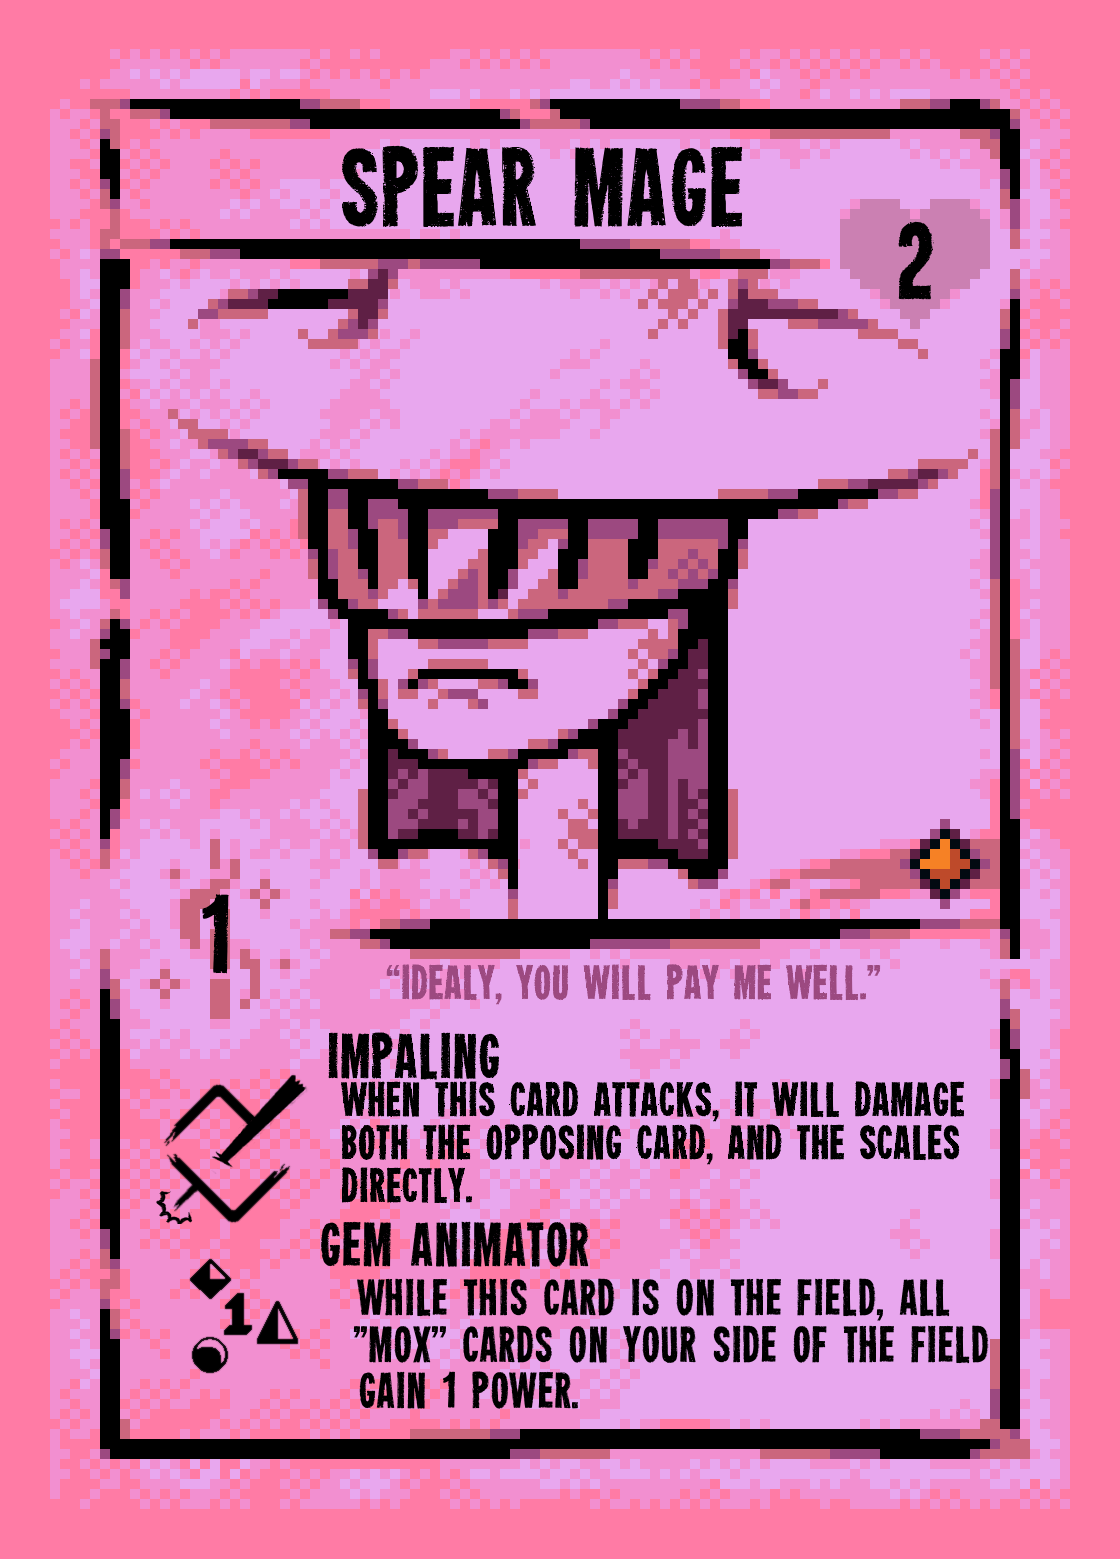 SPEAR MAGE
2
1
“IDEALY, YOU WILL PAY ME WELL.”
IMPALING
WHEN THIS CARD ATTACKS, IT WILL DAMAGE
BOTH THE OPPOSING CARD, AND THE SCALES
DIRECTLY.
GEM ANIMATOR
1
WHILE THIS CARD IS ON THE FIELD, ALL
”MOX” CARDS ON YOUR SIDE OF THE FIELD
GAIN 1 POWER.